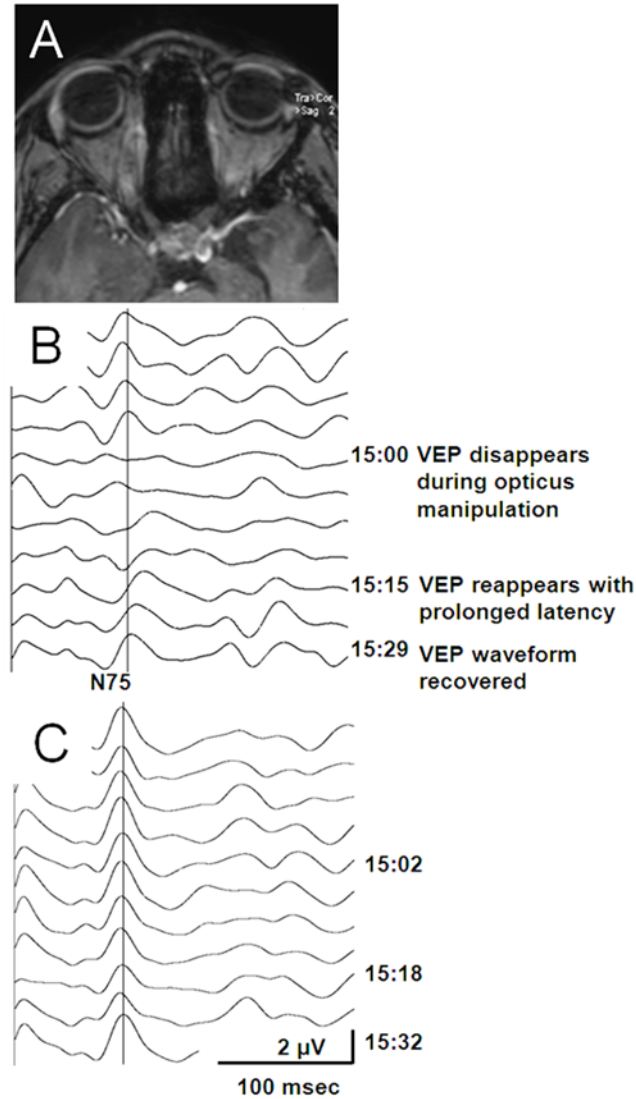 A
Tra>Cor
>Sag 2
B
15:00 VEP disappears
during opticus
manipulation
15:15 VEP reappears with
prolonged latency
15:29 VEP waveform
recovered
N75
C
15:02
15:18
2 µV
15:32
100 msec